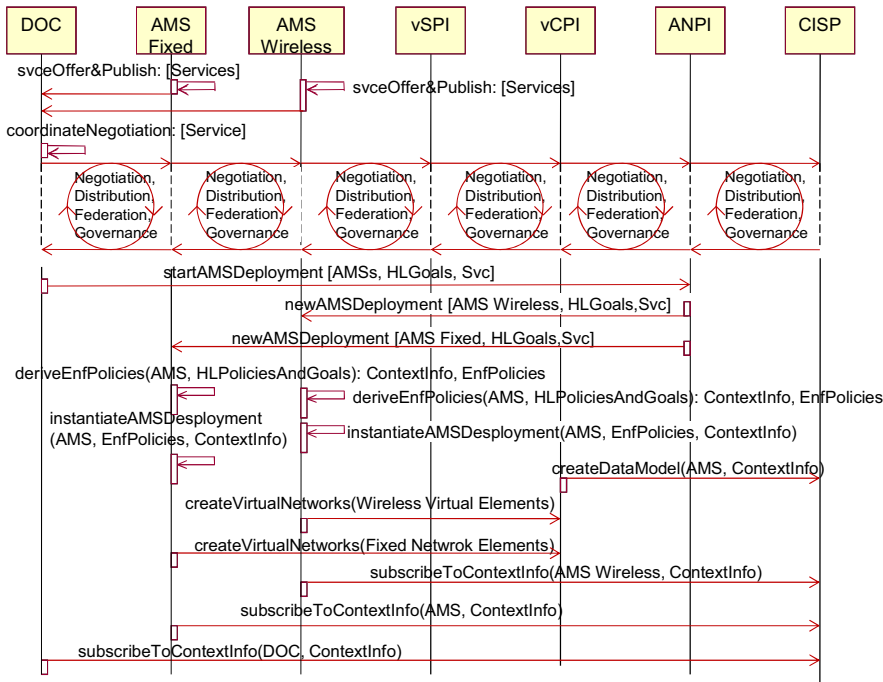 DOC
AMS
Fixed
AMS
Wireless
vSPI
vCPI
ANPI
CISP
svceOffer&Publish: [Services]
svceOffer&Publish: [Services]
coordinateNegotiation: [Service]
Negotiation,
Distribution,
Federation,
Governance
Negotiation,
Distribution,
Federation,
Governance
Negotiation,
Distribution,
Federation,
Governance
Negotiation,
Distribution,
Federation,
Governance
Negotiation,
Distribution,
Federation,
Governance
Negotiation,
Distribution,
Federation,
Governance
startAMSDeployment [AMSs, HLGoals, Svc]
newAMSDeployment [AMS Wireless, HLGoals,Svc]
newAMSDeployment [AMS Fixed, HLGoals,Svc]
deriveEnfPolicies(AMS, HLPoliciesAndGoals): ContextInfo, EnfPolicies
deriveEnfPolicies(AMS, HLPoliciesAndGoals): ContextInfo, EnfPolicies
instantiateAMSDesployment
(AMS, EnfPolicies, ContextInfo)
instantiateAMSDesployment(AMS, EnfPolicies, ContextInfo)
createDataModel(AMS, ContextInfo)
createVirtualNetworks(Wireless Virtual Elements)
createVirtualNetworks(Fixed Netwrok Elements)
subscribeToContextInfo(AMS Wireless, ContextInfo)
subscribeToContextInfo(AMS, ContextInfo)
subscribeToContextInfo(DOC, ContextInfo)